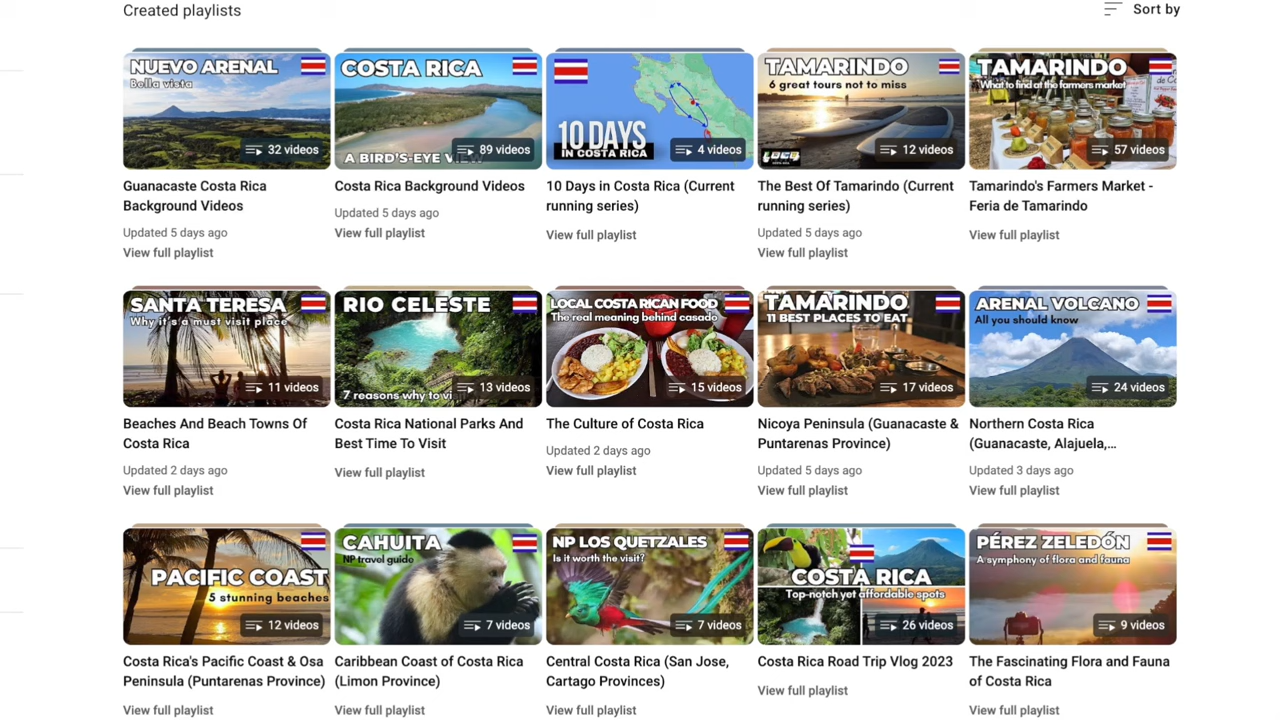 Created playlists
Sort by
NUEVO ARENAL
Bella vista
32 videos
Guanacaste Costa Rica
Background Videos
Updated 5 days ago
View full playlist
COSTA RICA
A BIRD'S-EYE VIEW
89 videos
Costa Rica Background Videos
Updated 5 days ago
View full playlist
10 DAYS
IN COSTA RICA
4 videos
10 Days in Costa Rica (Current
running series)
View full playlist
TAMARINDO
6 great tours not to miss
12 videos
The Best Of Tamarindo (Current
running series)
Updated 5 days ago
View full playlist
TAMARINDO
What to find at the farmers market
57 videos
Tamarindo's Farmers Market -
Feria de Tamarindo
View full playlist
SANTA TERESA
Why it's a must visit place
11 videos
Beaches And Beach Towns Of
Costa Rica
Updated 2 days ago
View full playlist
RIO CELESTE
7 reasons why to vi
13 videos
Costa Rica National Parks And
Best Time To Visit
View full playlist
LOCAL COSTA RICAN FOOD
The real meaning behind casado
15 videos
The Culture of Costa Rica
Updated 2 days ago
View full playlist
TAMARINDO
11 BEST PLACES TO EAT
17 videos
Nicoya Peninsula (Guanacaste &
Puntarenas Province)
Updated 5 days ago
View full playlist
ARENAL VOLCANO
All you should know
24 videos
Northern Costa Rica
(Guanacaste, Alajuela,...
Updated 3 days ago
View full playlist
PACIFIC COAST
5 stunning beaches
12 videos
Costa Rica's Pacific Coast & Osa
Peninsula (Puntarenas Province)
View full playlist
CAHUITA
NP travel guide
7 videos
Caribbean Coast of Costa Rica
(Limon Province)
View full playlist
NP LOS QUETZALES
Is it worth the visit?
7 videos
Central Costa Rica (San Jose,
Cartago Provinces)
View full playlist
COSTA RICA
Top-notch yet affordable spots
26 videos
Costa Rica Road Trip Vlog 2023
View full playlist
PÉREZ ZELEDÓN
A symphony of flora and fauna
9 videos
The Fascinating Flora and Fauna
of Costa Rica
View full playlist